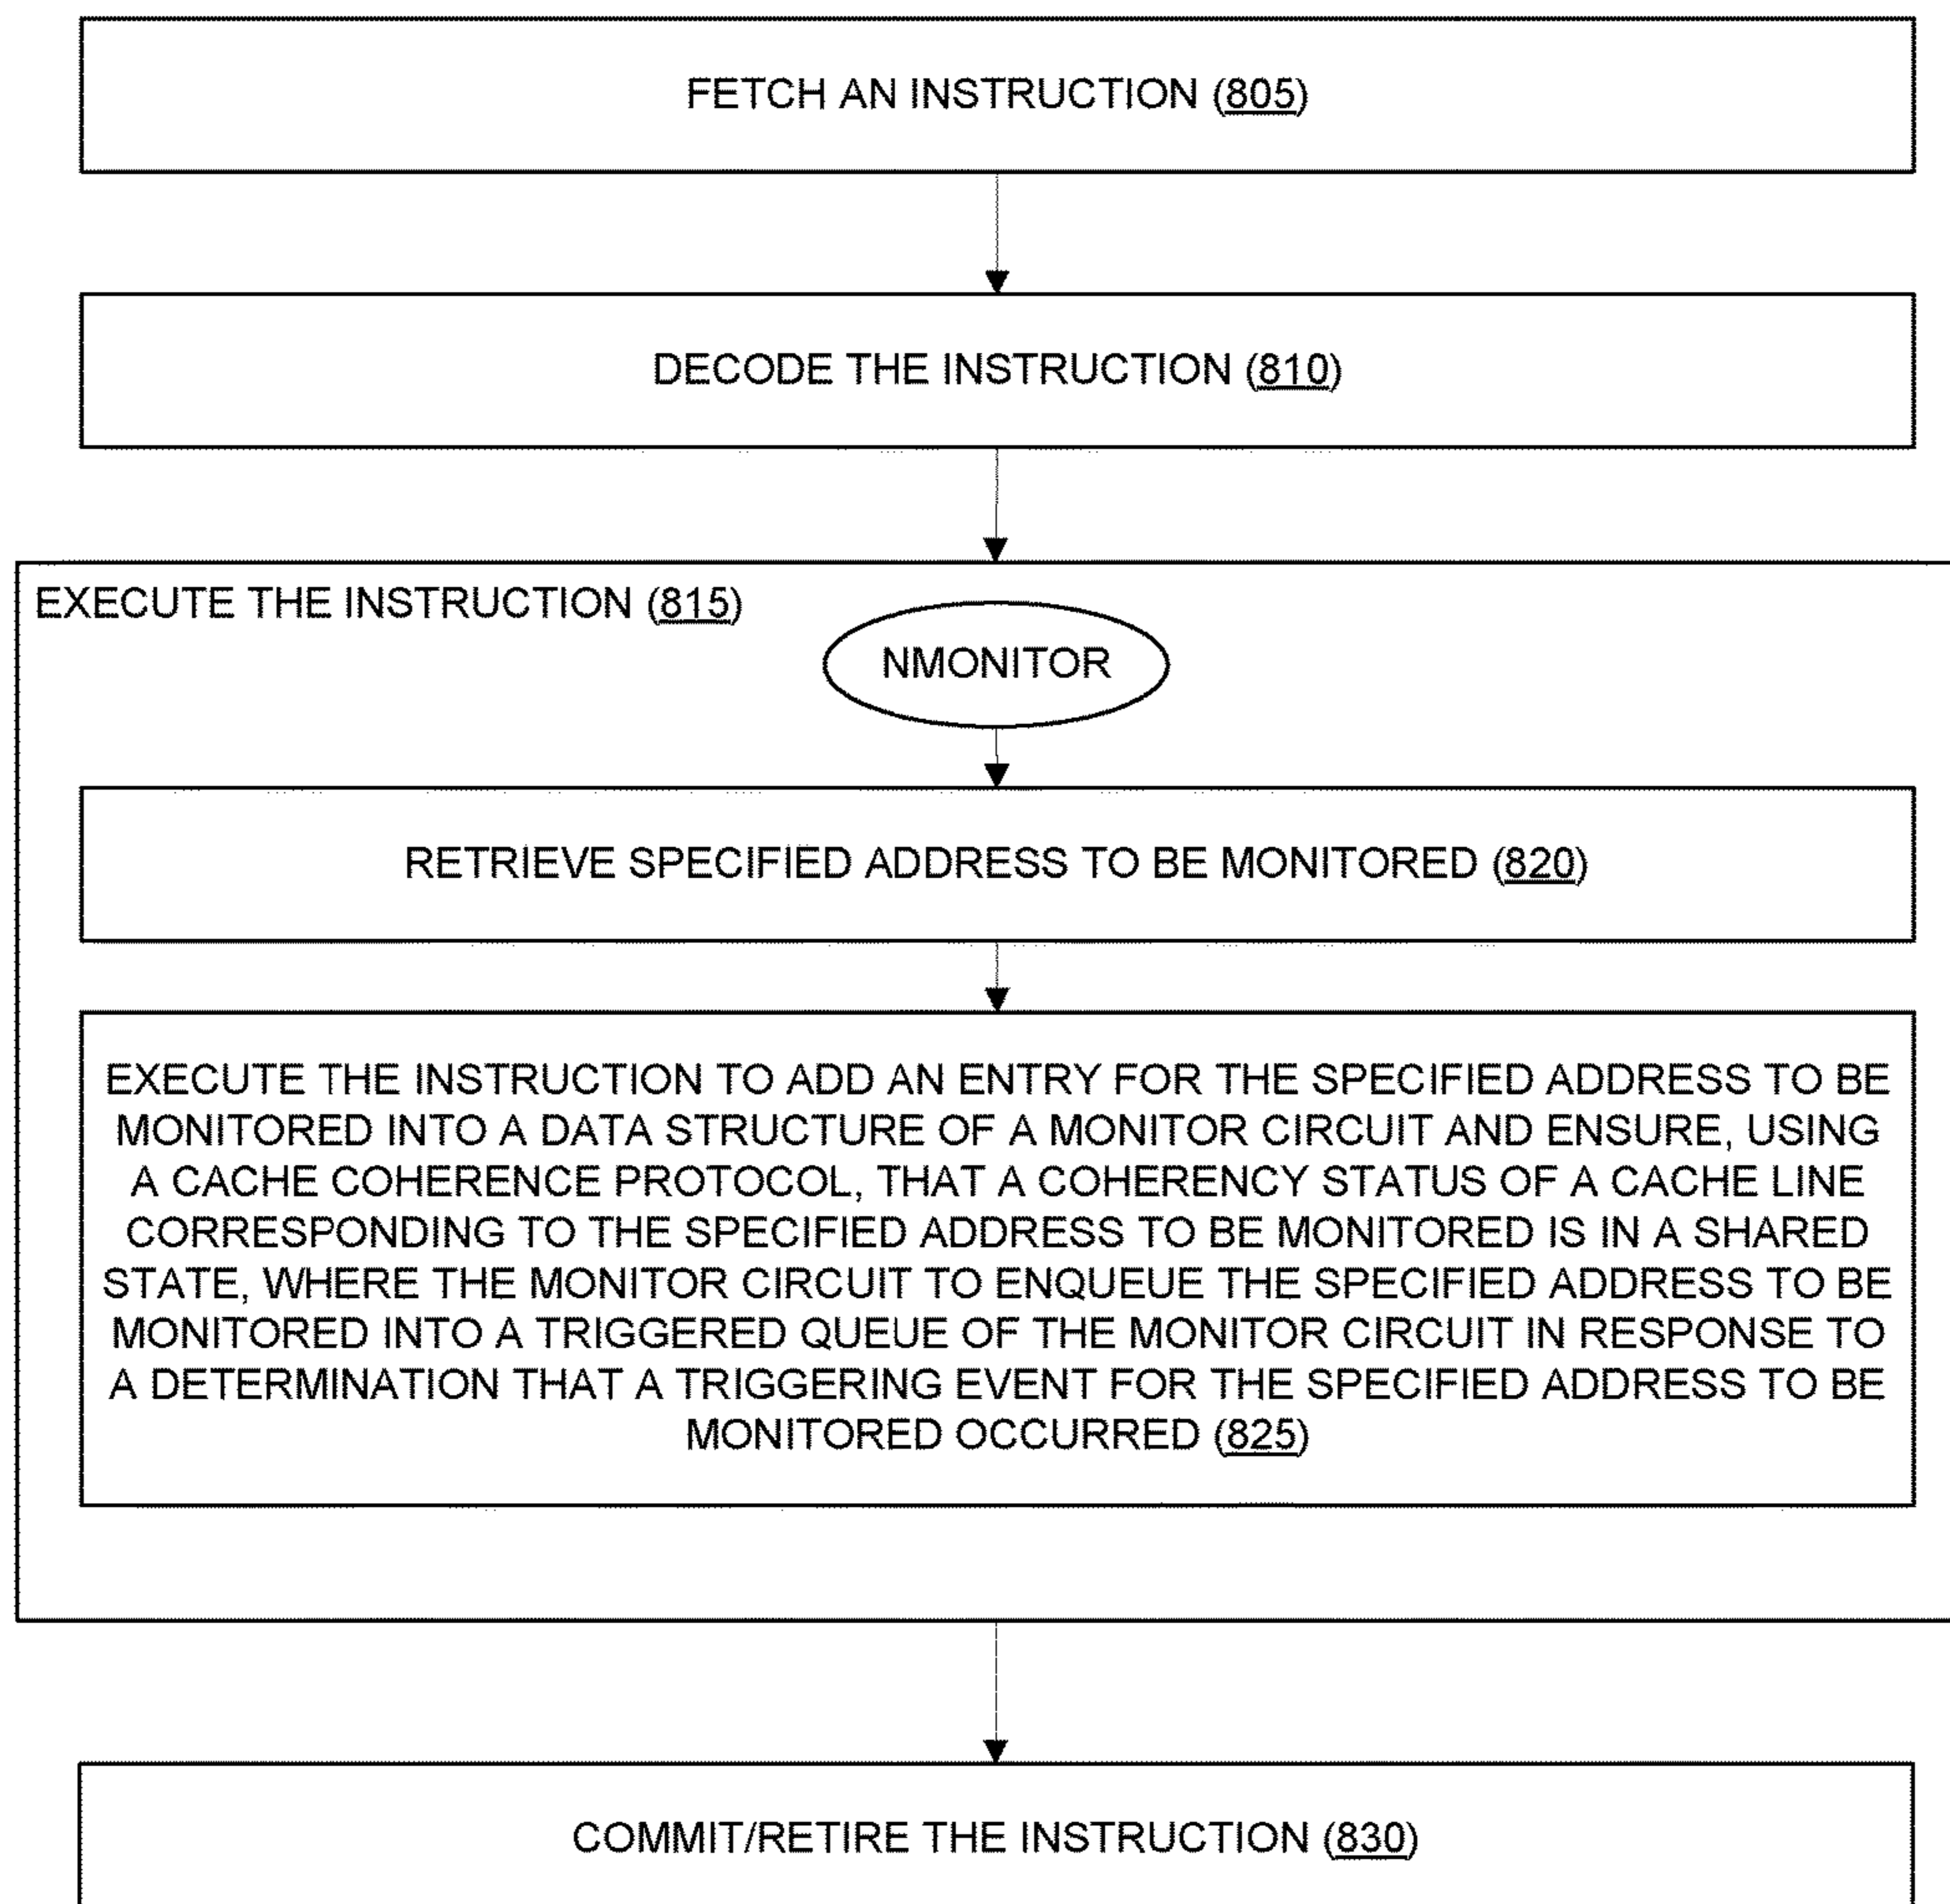 FETCH AN INSTRUCTION (805)
DECODE THE INSTRUCTION (810)
EXECUTE THE INSTRUCTION (815)
NMONITOR
RETRIEVE SPECIFIED ADDRESS TO BE MONITORED (820)
EXECUTE THE INSTRUCTION TO ADD AN ENTRY FOR THE SPECIFIED ADDRESS TO BE
MONITORED INTO A DATA STRUCTURE OF A MONITOR CIRCUIT AND ENSURE, USING
A CACHE COHERENCE PROTOCOL, THAT A COHERENCY STATUS OF A CACHE LINE
CORRESPONDING TO THE SPECIFIED ADDRESS TO BE MONITORED IS IN A SHARED
STATE, WHERE THE MONITOR CIRCUIT TO ENQUEUE THE SPECIFIED ADDRESS TO BE
MONITORED INTO A TRIGGERED QUEUE OF THE MONITOR CIRCUIT IN RESPONSE TO
A DETERMINATION THAT A TRIGGERING EVENT FOR THE SPECIFIED ADDRESS TO BE
MONITORED OCCURRED (825)
COMMIT/RETIRE THE INSTRUCTION (830)